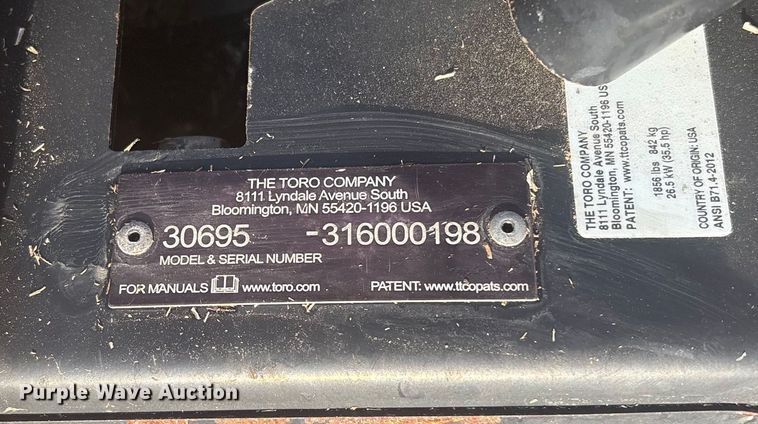 THE TORO COMPANY
8111 Lyndale Avenue South
Bloomington, MN 55420-1196 USA
30695 -316000198
MODEL & SERIAL NUMBER
FOR MANUALS www.toro.com PATENT: www.ttcopats.com
THE TORO COMPANY
8111 Lyndale Avenue South
Bloomington, MN 55420-1196 US
PATENT: www.ttcopats.com
1856 lbs 842 kg
26.5 kW (35.5 hp)
COUNTRY OF ORIGIN: USA
ANSI B71.4-2012
Purple Wave Auction